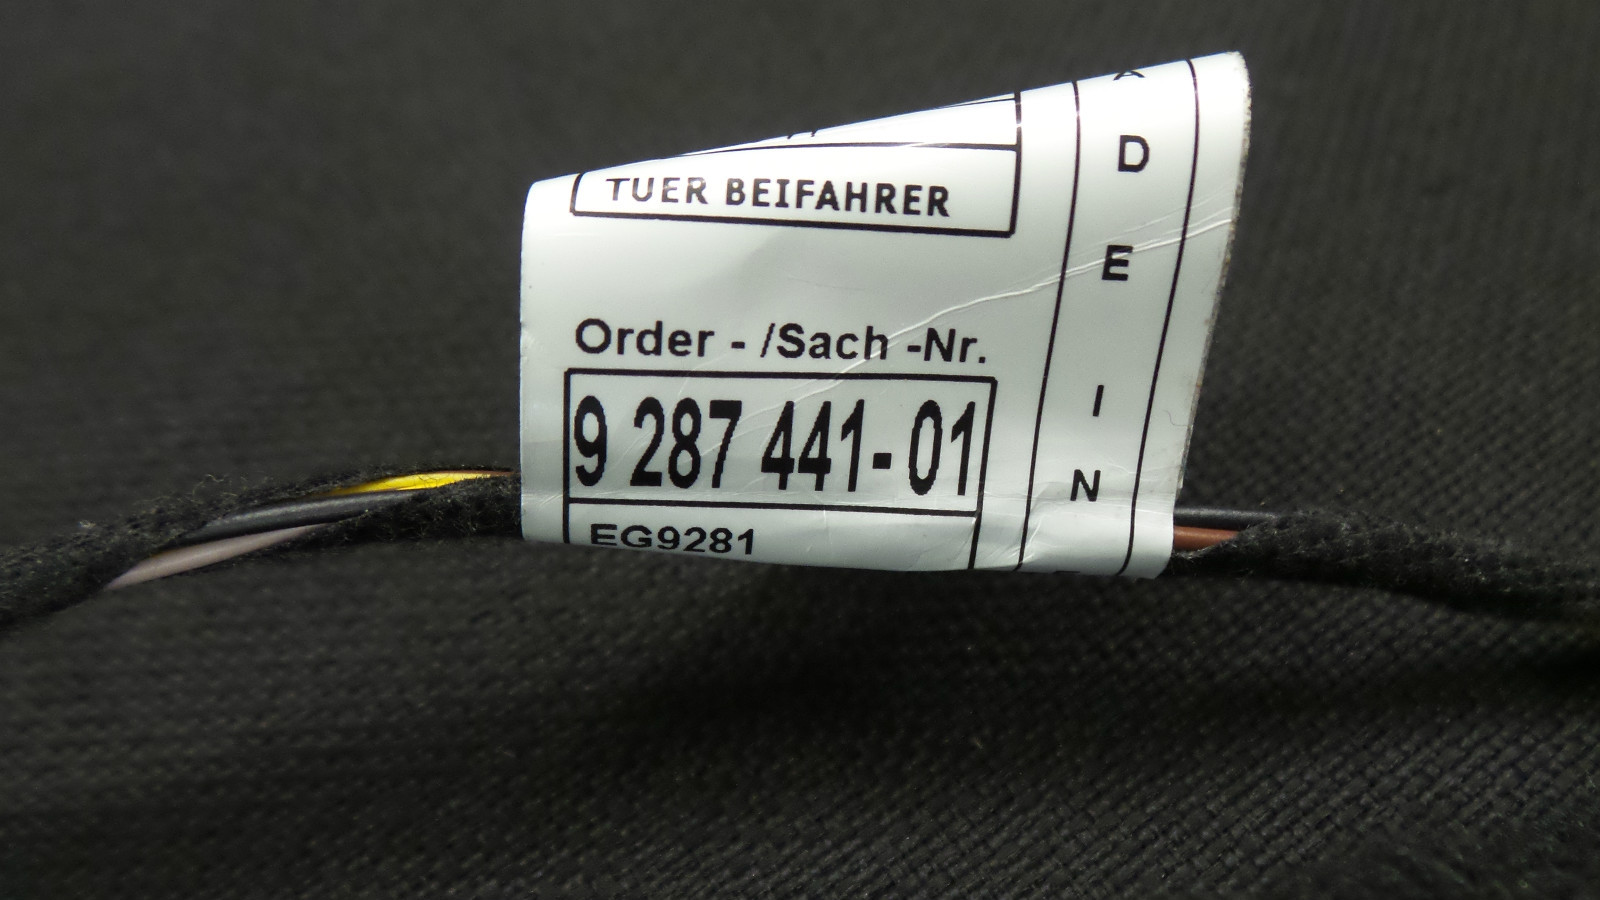 TUER BEIFAHRER
Order - /Sach -Nr.
9 287 441-01
EG9281
A
D
E
I
N